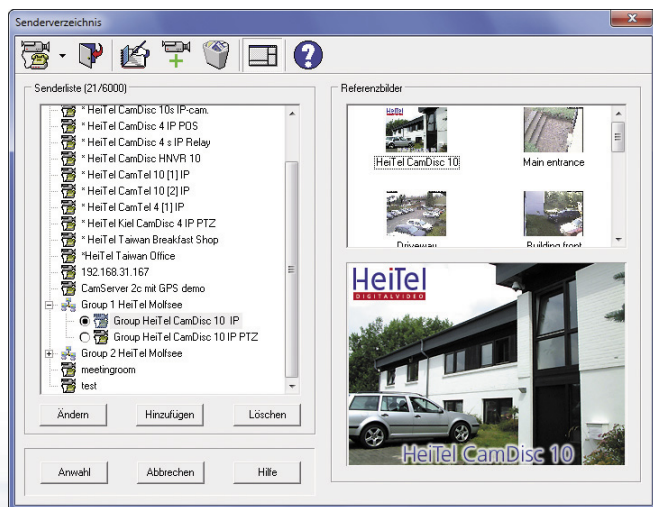 Senderverzeichnis
Senderliste (21/6000)
* HeiTel CamDisc 10s IP-cam.
* HeiTel CamDisc 4 IP POS
* HeiTel CamDisc 4 s IP Relay
* HeiTel CamDisc HNVR 10
* HeiTel CamTel 10 [1] IP
* HeiTel CamTel 10 [2] IP
* HeiTel CamTel 4 [1] IP
* HeiTel Kiel CamDisc 4 IP PTZ
* HeiTel Taiwan Breakfast Shop
*HeiTel Taiwan Office
192.168.31.167
CamServer 2c mit GPS demo
Group 1 HeiTel Molfsee
Group HeiTel CamDisc 10 IP
Group HeiTel CamDisc 10 IP PTZ
Group 2 HeiTel Molfsee
meetingroom
test
Ändern Hinzufügen Löschen
Anwahl Abbrechen Hilfe
Referenzbilder
HeiTel
HeiTel CamDisc 10 Main entrance
Driveway Building front
HeiTel
DIGITALVIDEO
HeiTel CamDisc 10